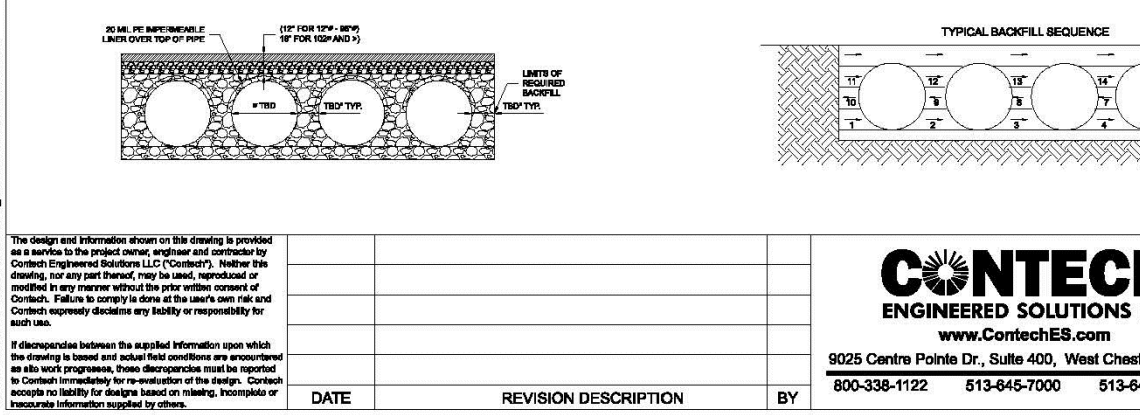 20 MIL PE IMPERMEABLE
LINER OVER TOP OF PIPE
(12" FOR 12"# - 96"#)
18" FOR 102# AND >)
LIMITS OF
REQUIRED
BACKFILL
# TBD
TBD" TYP.
TBD" TYP.
TYPICAL BACKFILL SEQUENCE
11 12 13 14
10 9 8 7
1 2 3 4
The design and information shown on this drawing is provided
as a service to the project owner, engineer and contractor by
Contech Engineered Solutions LLC ("Contech"). Neither this
drawing, nor any part thereof, may be used, reproduced or
modified in any manner without the prior written consent of
Contech. Failure to comply is done at the user's own risk and
Contech expressly disclaims any liability or responsibility for
such use.
If discrepancies between the supplied information upon which
the drawing is based and actual field conditions are encountered
as site work progresses, these discrepancies must be reported
to Contech immediately for re-evaluation of the design. Contech
accepts no liability for designs based on missing, incomplete or
inaccurate information supplied by others.
DATE
REVISION DESCRIPTION
BY
CONTECH
ENGINEERED SOLUTIONS
www.ContechES.com
9025 Centre Pointe Dr., Suite 400, West Chest
800-338-1122 513-645-7000 513-64